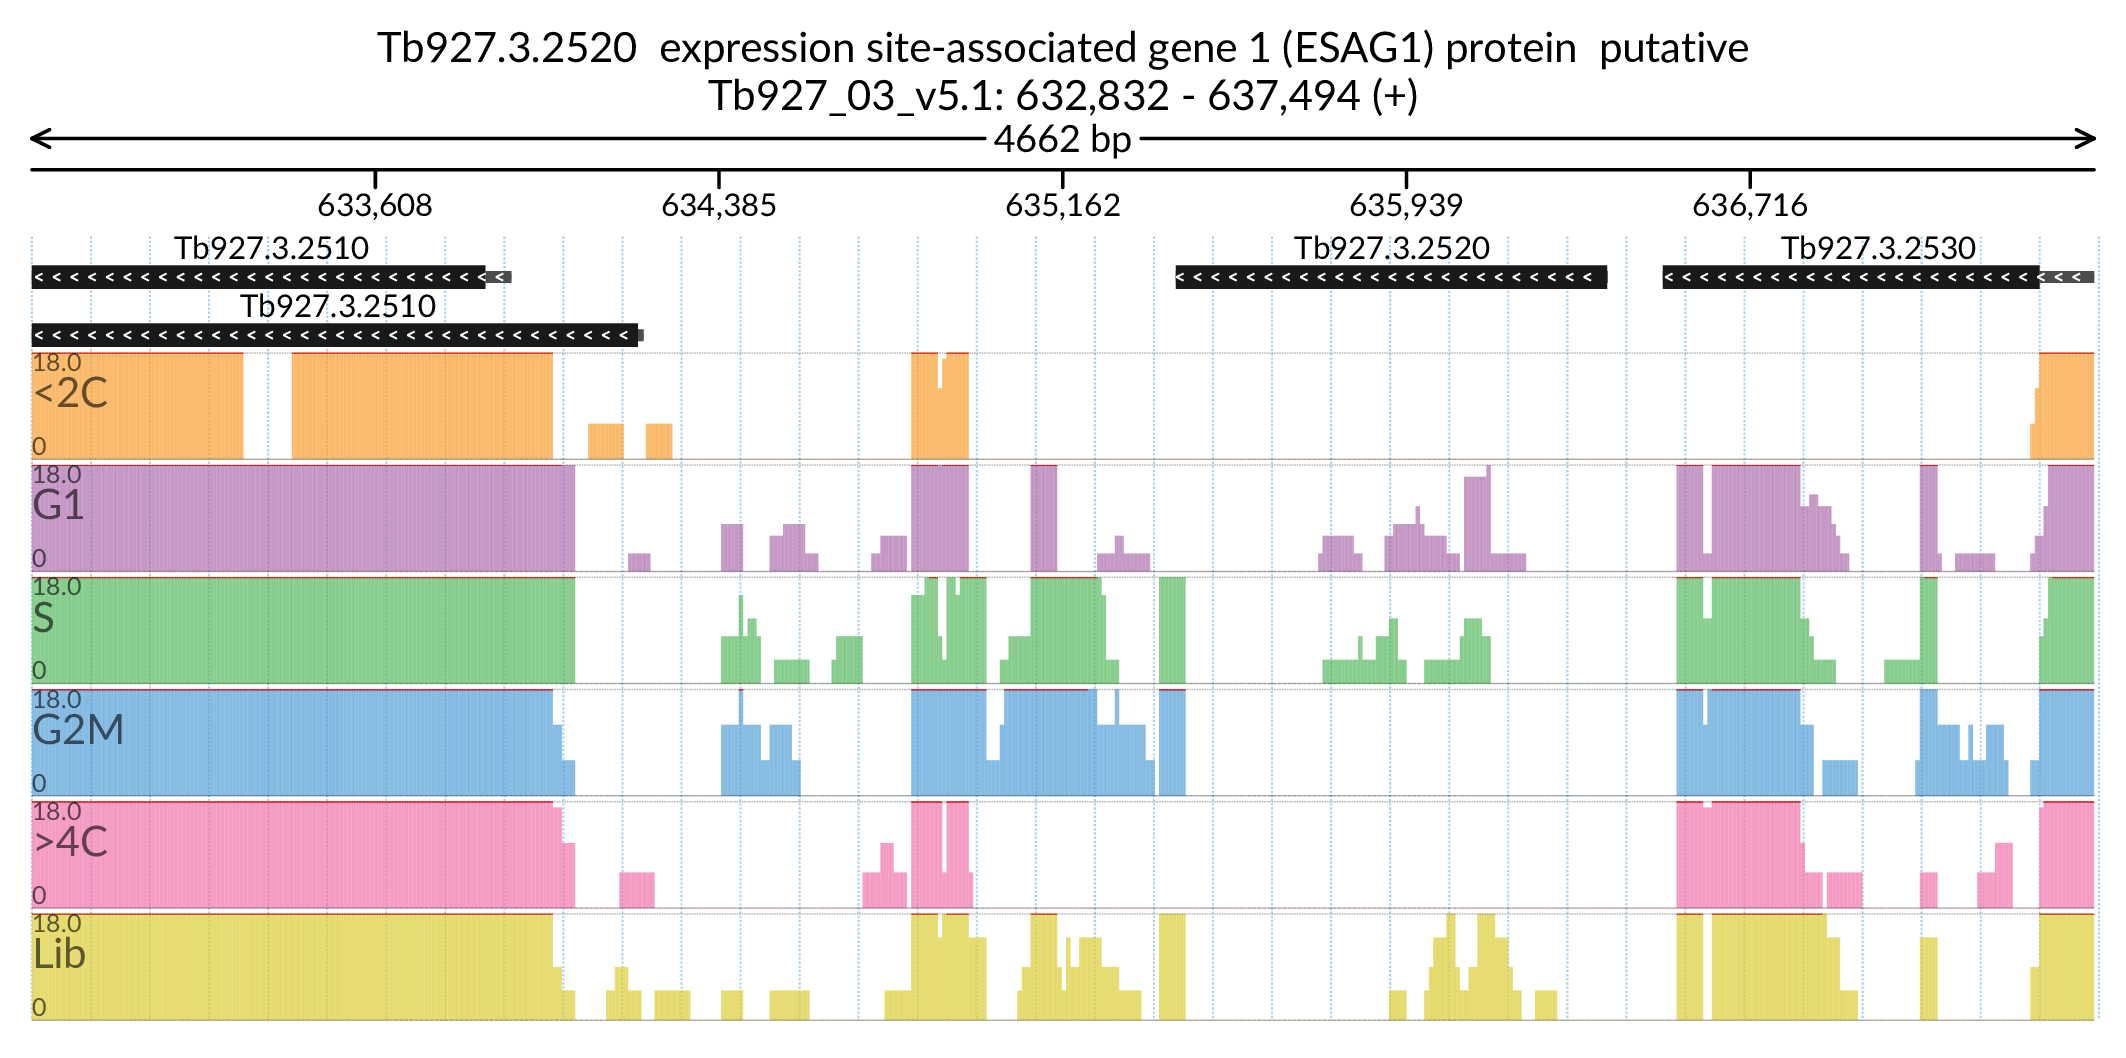 Tb927.3.2520  expression site-associated gene 1 (ESAG1) protein  putative
Tb927_03_v5.1: 632,832 - 637,494 (+)
4662 bp
633,608 634,385 635,162 635,939 636,716
Tb927.3.2510 Tb927.3.2520 Tb927.3.2530
Tb927.3.2510
18.0
<2C
0
18.0
G1
0
18.0
S
0
18.0
G2M
0
18.0
>4C
0
18.0
Lib
0